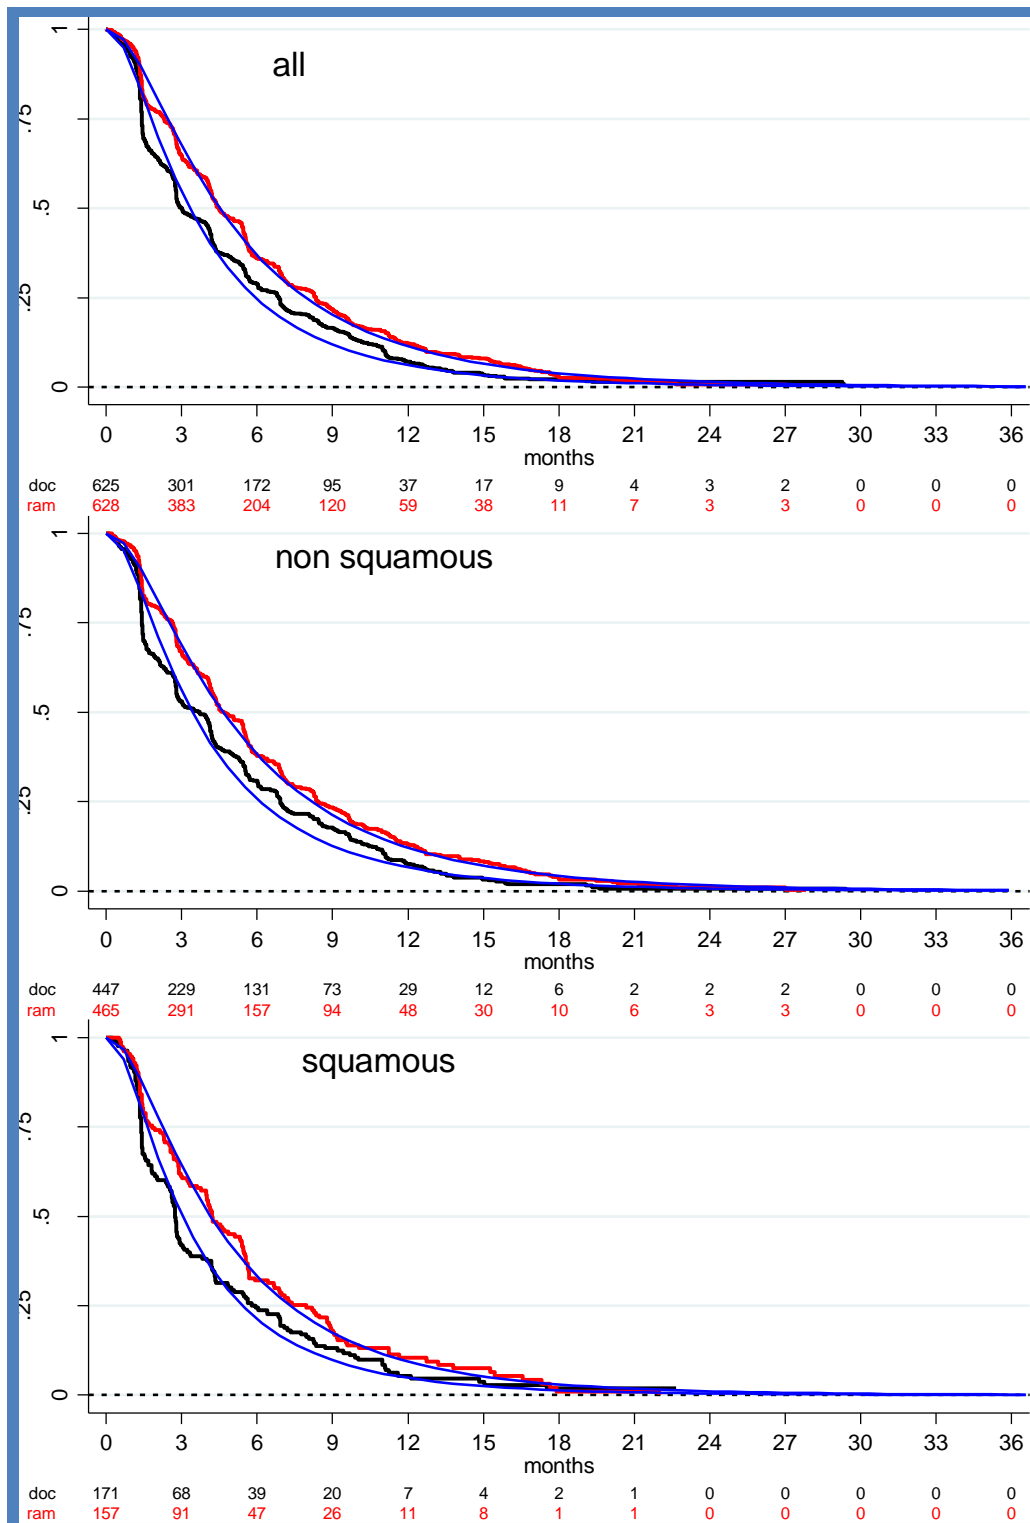 all
1
.75
.5
.25
0
0 3 6 9 12 15 18 21 24 27 30 33 36
months
doc 625 301 172 95 37 17 9 4 3 2 0 0 0
ram 628 383 204 120 59 38 11 7 3 3 0 0 0
non squamous
1
.75
.5
.25
0
0 3 6 9 12 15 18 21 24 27 30 33 36
months
doc 447 229 131 73 29 12 6 2 2 2 0 0 0
ram 465 291 157 94 48 30 10 6 3 3 0 0 0
squamous
1
.75
.5
.25
0
0 3 6 9 12 15 18 21 24 27 30 33 36
months
doc 171 68 39 20 7 4 2 1 0 0 0 0 0
ram 157 91 47 26 11 8 1 1 0 0 0 0 0